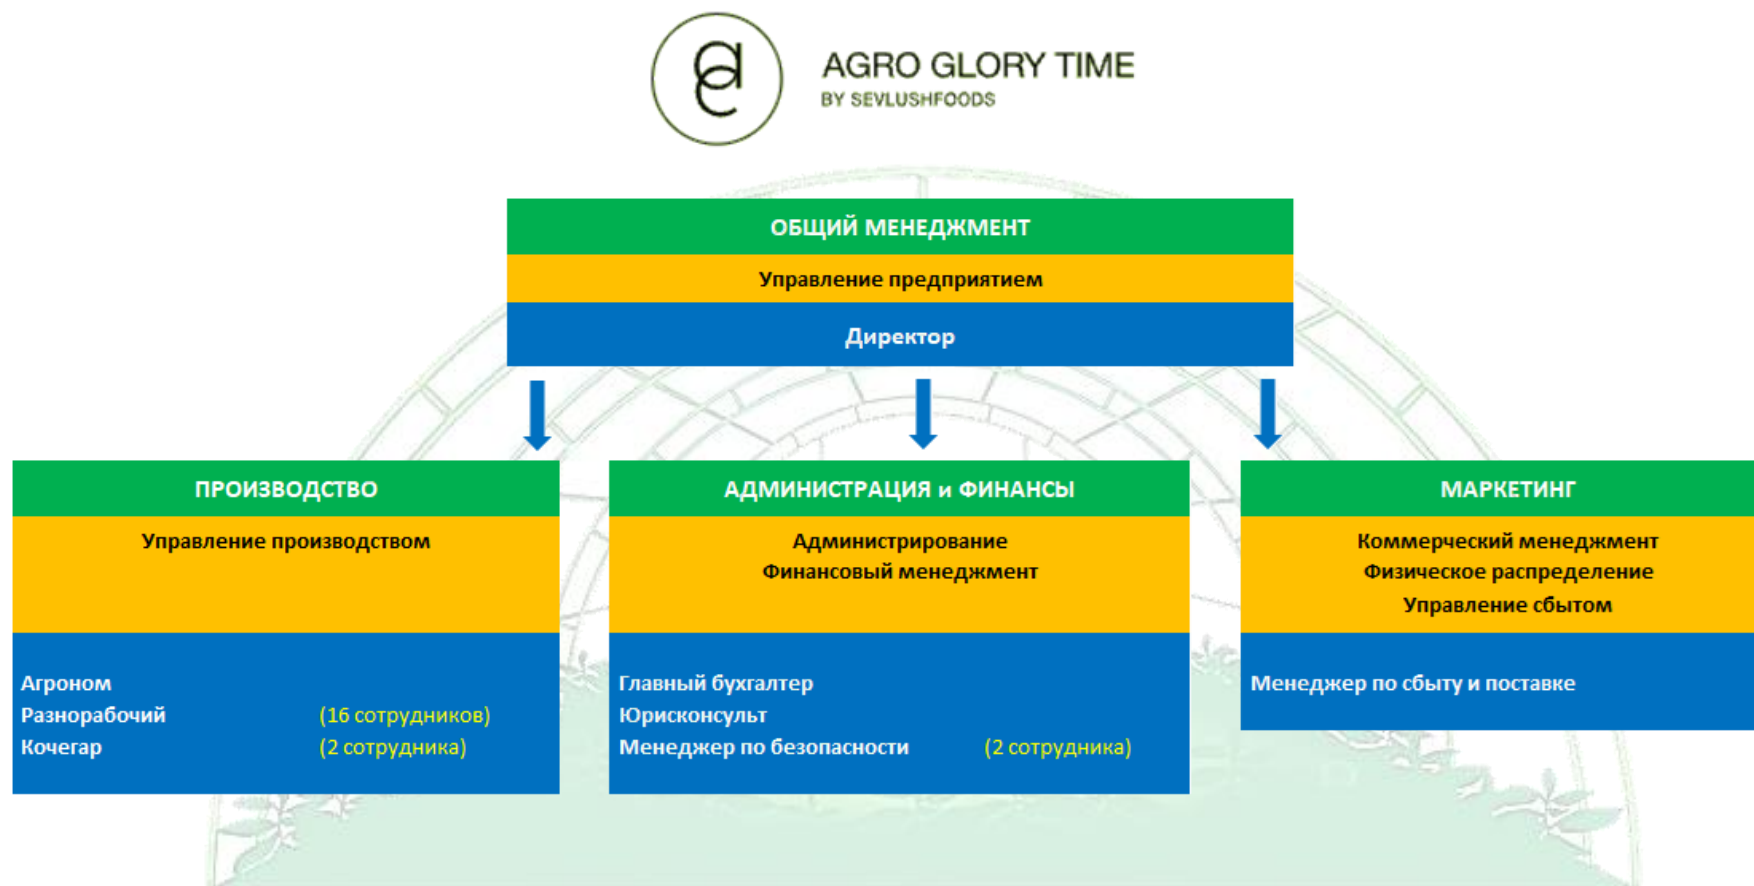 AGRO GLORY TIME
BY SEVLUSHFOODS
ОБЩИЙ МЕНЕДЖМЕНТ
Управление предприятием
Директор
ПРОИЗВОДСТВО
Управление производством
Агроном
Разнорабочий (16 сотрудников)
Кочегар (2 сотрудника)
АДМИНИСТРАЦИЯ и ФИНАНСЫ
Администрирование
Финансовый менеджмент
Главный бухгалтер
Юрисконсульт
Менеджер по безопасности (2 сотрудника)
МАРКЕТИНГ
Коммерческий менеджмент
Физическое распределение
Управление сбытом
Менеджер по сбыту и поставке